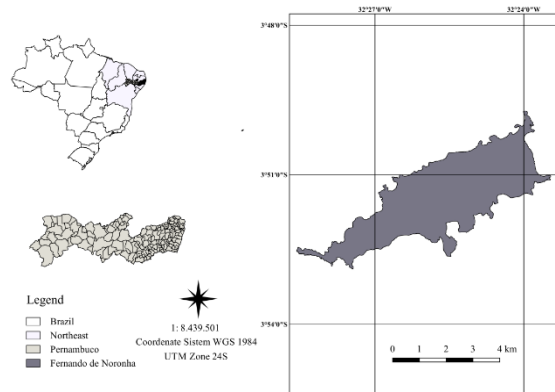 32°27'0"W 32°24'0"W
3°48'0"S
3°51'0"S
3°54'0"S
Legend
Brazil
Northeast
Pernambuco
Fernando de Noronha
1: 8.439.501
Coordenate Sistem WGS 1984
UTM Zone 24S
0 1 2 3 4 km